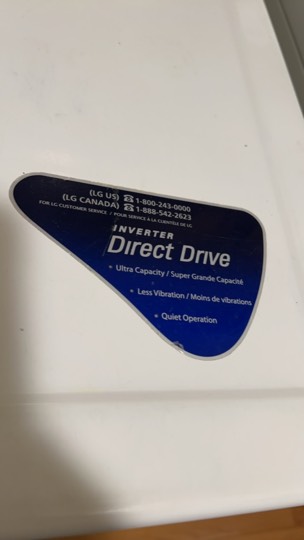 (LG US) ☎ 1-800-243-0000
(LG CANADA) ☎ 1-888-542-2623
FOR LG CUSTOMER SERVICE / POUR SERVICE À LA CLIENTÈLE DE LG
INVERTER
Direct Drive
• Ultra Capacity / Super Grande Capacité
• Less Vibration / Moins de vibrations
• Quiet Operation